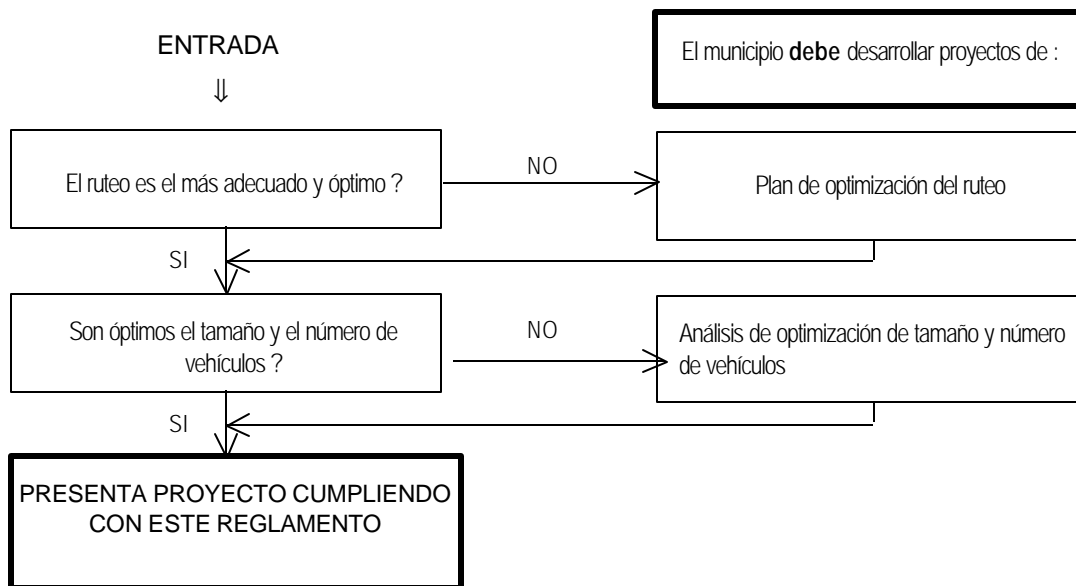 ENTRADA
El municipio debe desarrollar proyectos de :
⇓
El ruteo es el más adecuado y óptimo ?
NO
Plan de optimización del ruteo
SI
Son óptimos el tamaño y el número de
vehículos ?
NO
Análisis de optimización de tamaño y número
de vehículos
SI
PRESENTA PROYECTO CUMPLIENDO
CON ESTE REGLAMENTO